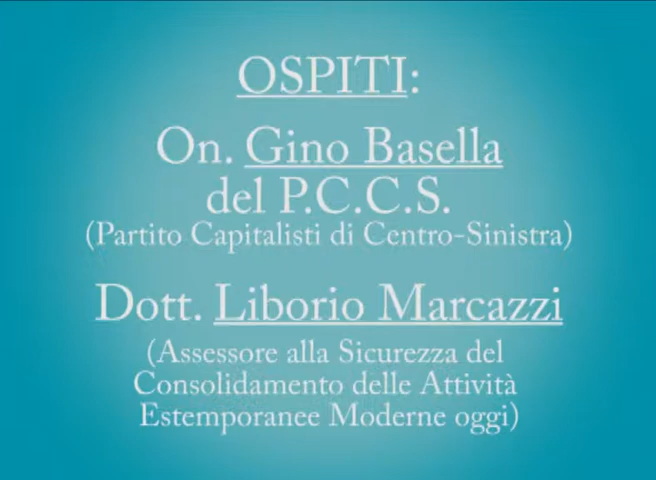 OSPITI:
On. Gino Basella
del P.C.C.S.
(Partito Capitalisti di Centro-Sinistra)
Dott. Liborio Marcazzi
(Assessore alla Sicurezza del
Consolidamento delle Attività
Estemporanee Moderne oggi)